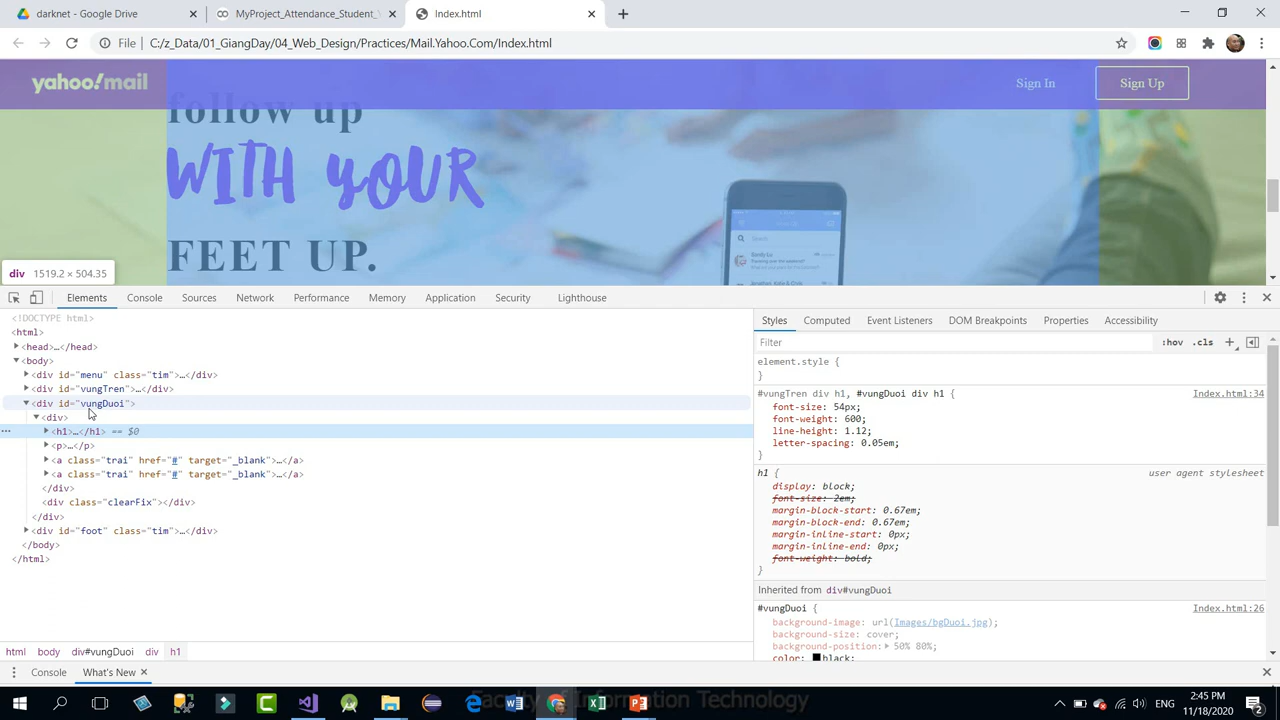 darknet - Google Drive
MyProject_Attendance_Student_V
Index.html
File
C:/z_Data/01_GiangDay/04_Web_Design/Practices/Mail.Yahoo.Com/Index.html
yahoo!mail
Sign In
Sign Up
follow up
WITH YOUR
FEET UP.
Search
div 1519.2 × 504.35
Elements Console Sources Network Performance Memory Application Security Lighthouse
<!DOCTYPE html>
<html>
<head>…</head>
<body>
<div id="menu" class="tim">…</div>
<div id="vungTren">…</div>
<div id="vungDuoi">
<div>
<h1>…</h1> == $0
<p>…</p>
<a class="trai" href="#" target="_blank">…</a>
<a class="trai" href="#" target="_blank">…</a>
</div>
<div class="clearFix"></div>
</div>
<div id="foot" class="tim">…</div>
</body>
</html>
html body div#vungDuoi div h1
Styles Computed Event Listeners DOM Breakpoints Properties Accessibility
Filter
:hov .cls
element.style {
}
#vungTren div h1, #vungDuoi div h1 {
Index.html:34
font-size: 54px;
font-weight: 600;
line-height: 1.12;
letter-spacing: 0.05em;
}
h1 {
user agent stylesheet
display: block;
font-size: 2em;
margin-block-start: 0.67em;
margin-block-end: 0.67em;
margin-inline-start: 0px;
margin-inline-end: 0px;
font-weight: bold;
}
Inherited from div#vungDuoi
#vungDuoi {
Index.html:26
background-image: url(Images/bgDuoi.jpg);
background-size: cover;
background-position: 50% 80%;
color: black;
Console What's New
Faculty of Information Technology
ENG
2:45 PM
11/18/2020
2